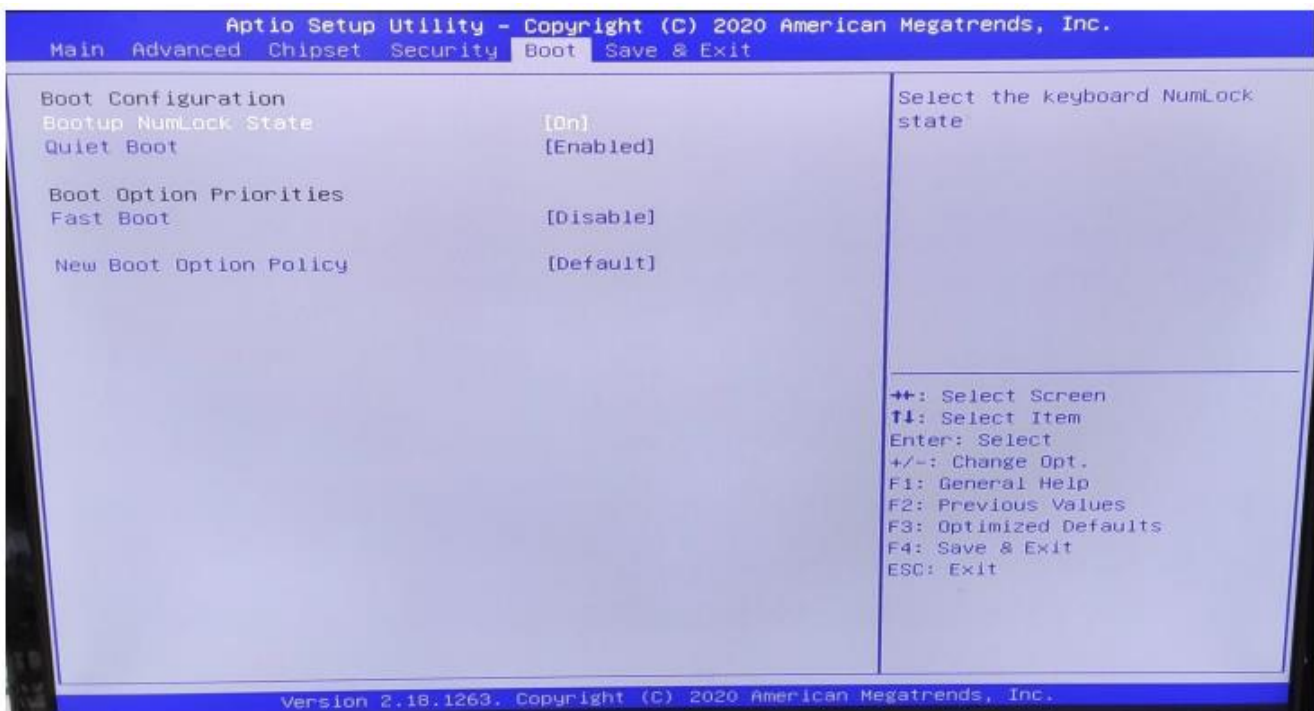 Aptio Setup Utility – Copyright (C) 2020 American Megatrends, Inc.
Main Advanced Chipset Security Boot Save & Exit
Boot Configuration
Bootup NumLock State [On]
Quiet Boot [Enabled]
Boot Option Priorities
Fast Boot [Disable]
New Boot Option Policy [Default]
Select the keyboard NumLock
state
→←: Select Screen
↑↓: Select Item
Enter: Select
+/-: Change Opt.
F1: General Help
F2: Previous Values
F3: Optimized Defaults
F4: Save & Exit
ESC: Exit
Version 2.18.1263. Copyright (C) 2020 American Megatrends, Inc.